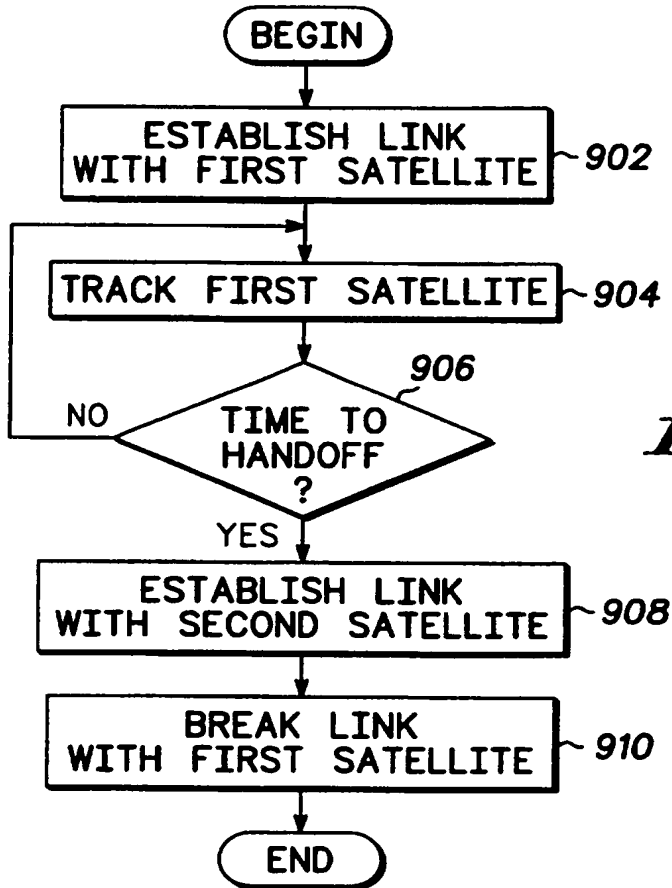 BEGIN
ESTABLISH LINK
WITH FIRST SATELLITE
902
TRACK FIRST SATELLITE
904
906
TIME TO
HANDOFF
?
NO
YES
ESTABLISH LINK
WITH SECOND SATELLITE
908
BREAK LINK
WITH FIRST SATELLITE
910
END